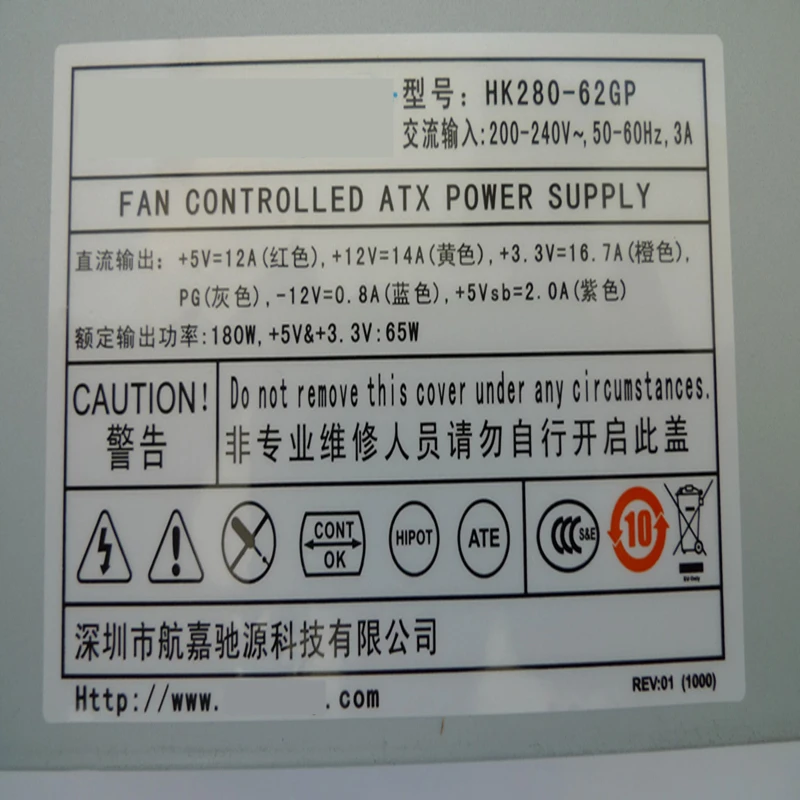 型号: HK280-62GP
交流输入:200-240V~,50-60Hz,3A
FAN CONTROLLED ATX POWER SUPPLY
直流输出: +5V=12A(红色),+12V=14A(黄色),+3.3V=16.7A(橙色),
PG(灰色),-12V=0.8A(蓝色),+5Vsb=2.0A(紫色)
额定输出功率:180W,+5V&+3.3V:65W
CAUTION!
警告
Do not remove this cover under any circumstances.
非专业维修人员请勿自行开启此盖
CONT
OK
HIPOT
ATE
CCC S&E
10
深圳市航嘉驰源科技有限公司
Http://www. .com
REV:01 (1000)